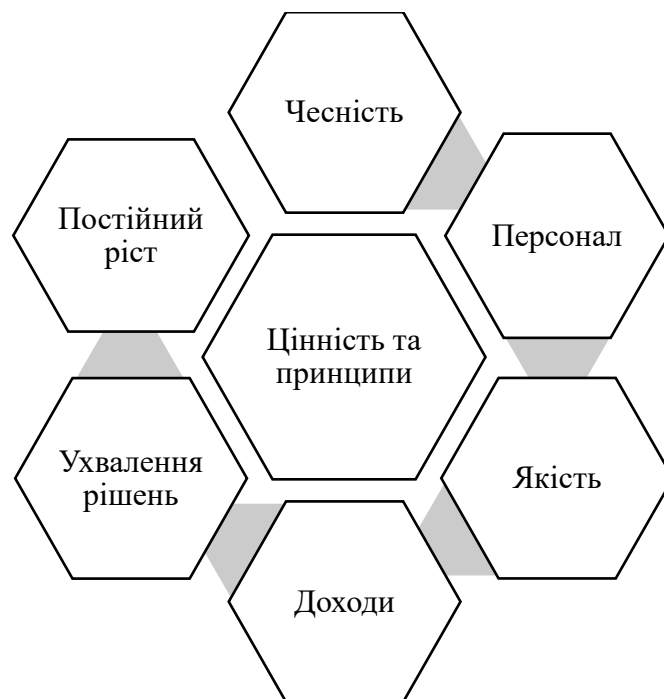 Чесність
Постійний
ріст
Персонал
Цінність та
принципи
Ухвалення
рішень
Якість
Доходи